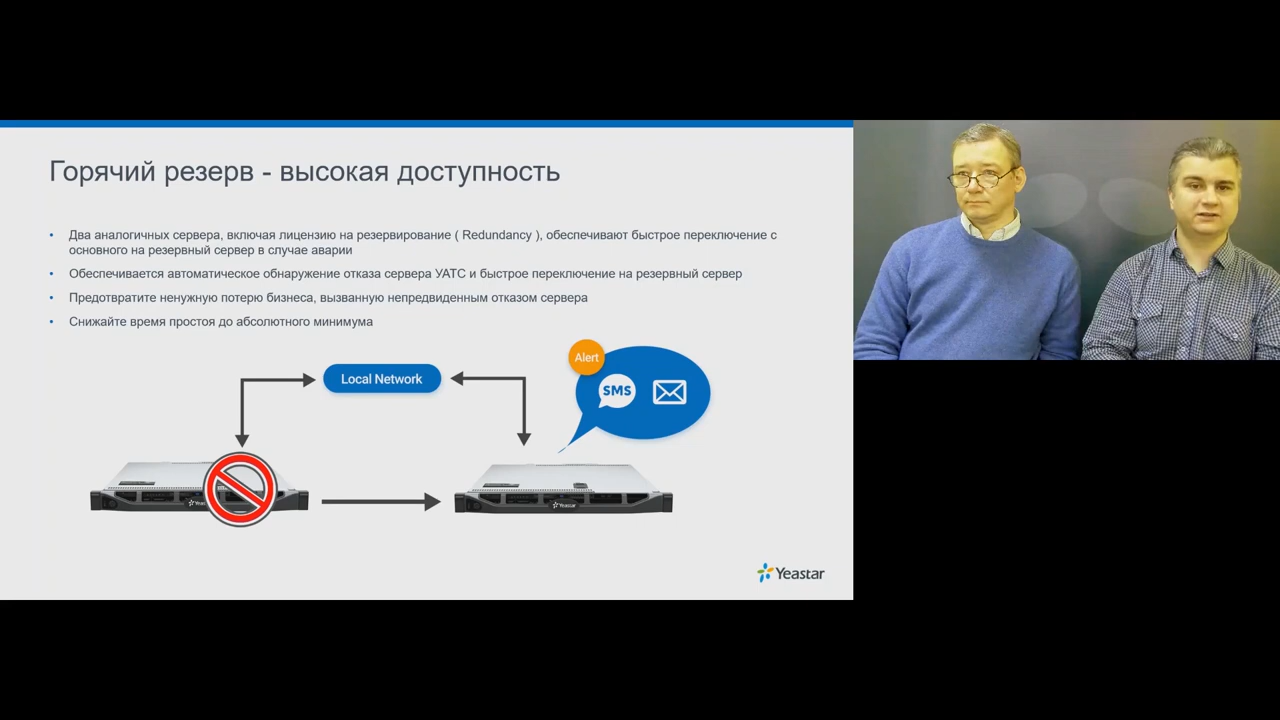 Горячий резерв - высокая доступность
• Два аналогичных сервера, включая лицензию на резервирование ( Redundancy ), обеспечивают быстрое переключение с
основного на резервный сервер в случае аварии
• Обеспечивается автоматическое обнаружение отказа сервера УАТС и быстрое переключение на резервный сервер
• Предотвратите ненужную потерю бизнеса, вызванную непредвиденным отказом сервера
• Снижайте время простоя до абсолютного минимума
Alert
Local Network
SMS
Yeastar
Yeastar